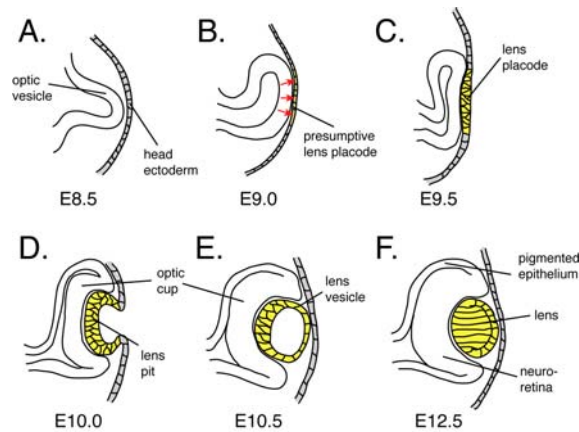 A.
B.
C.
optic
vesicle
lens
placode
head
ectoderm
presumptive
lens placode
E8.5
E9.0
E9.5
D.
E.
F.
optic
cup
lens
vesicle
pigmented
epithelium
lens
lens
pit
neuro-
retina
E10.0
E10.5
E12.5